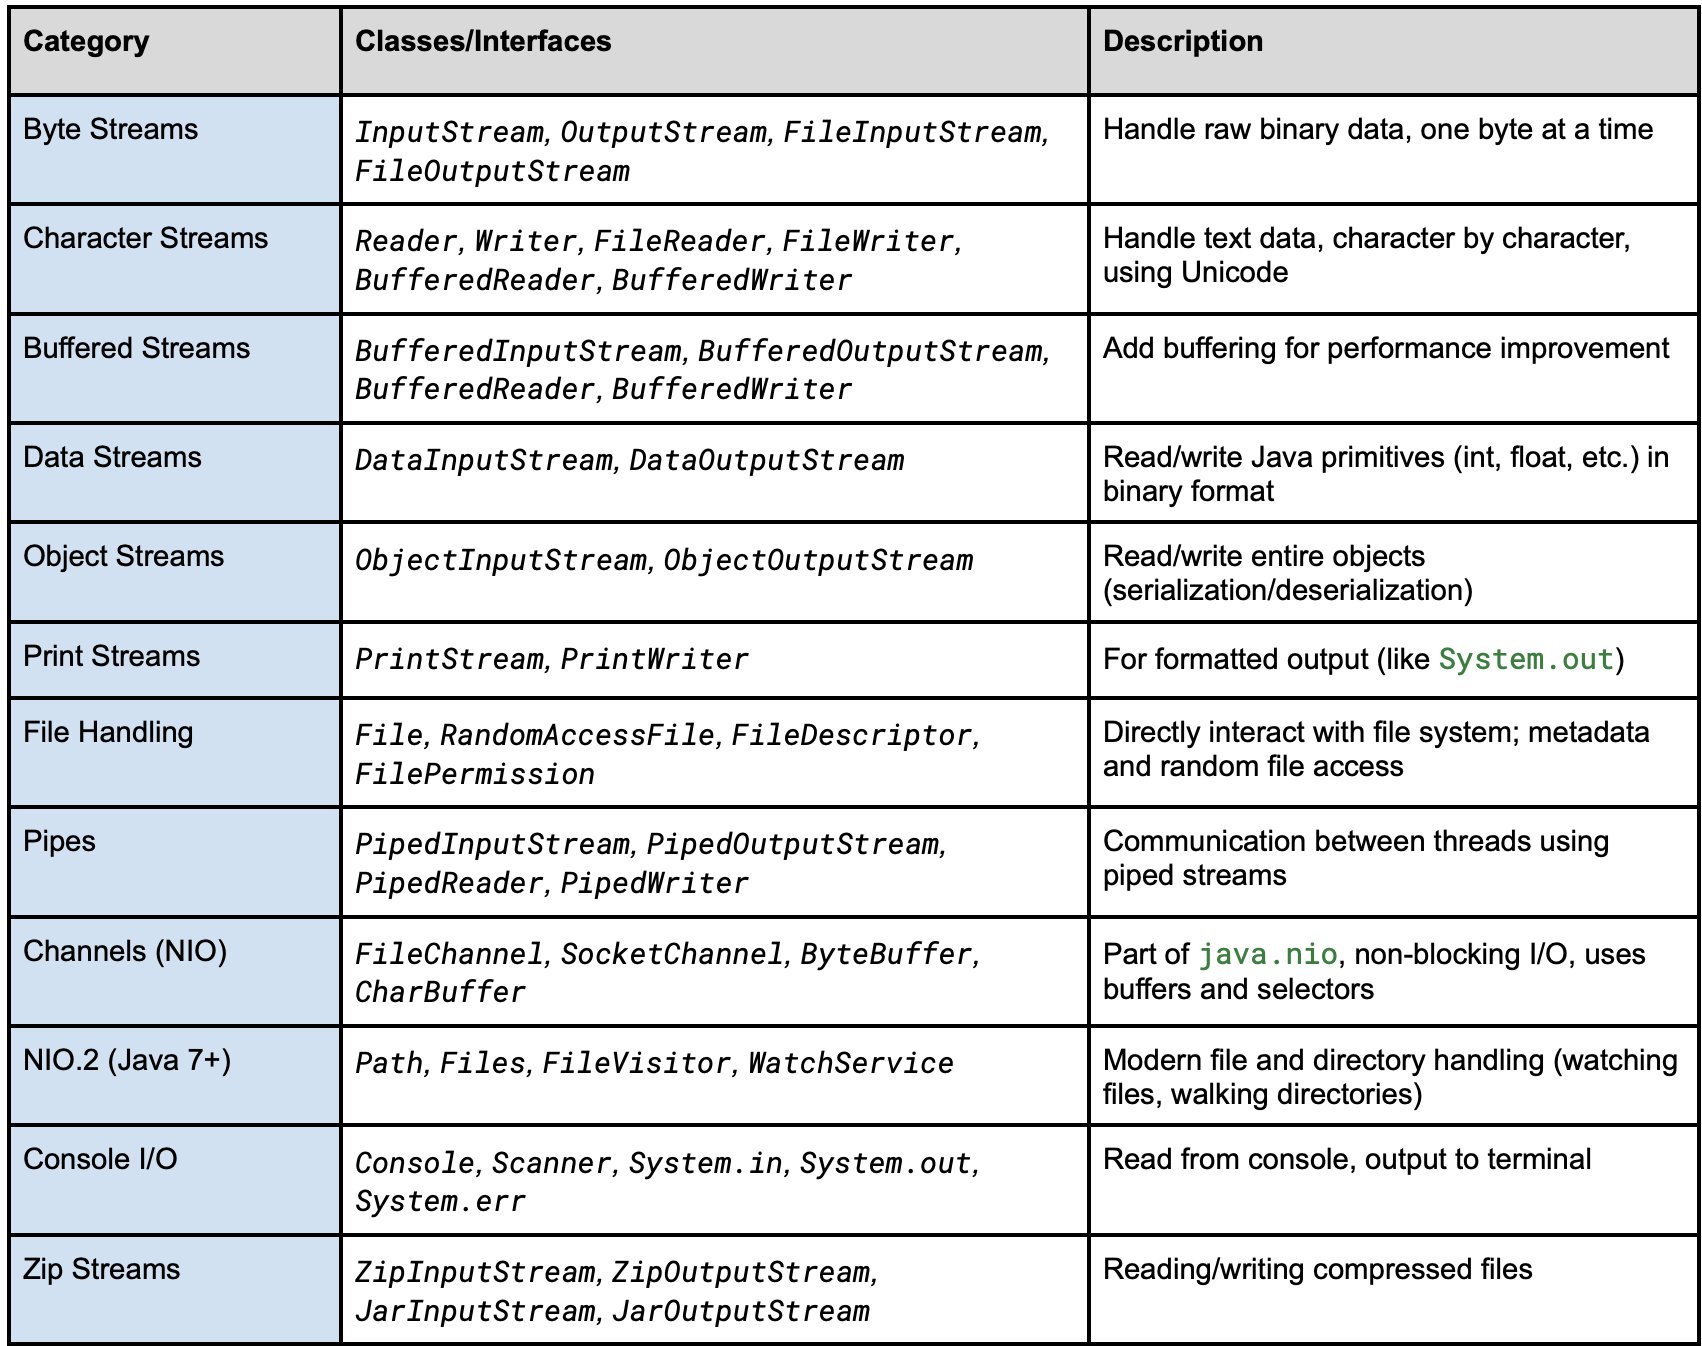 Category
Classes/Interfaces
Description
Byte Streams
InputStream, OutputStream, FileInputStream,
FileOutputStream
Handle raw binary data, one byte at a time
Character Streams
Reader, Writer, FileReader, FileWriter,
BufferedReader, BufferedWriter
Handle text data, character by character,
using Unicode
Buffered Streams
BufferedInputStream, BufferedOutputStream,
BufferedReader, BufferedWriter
Add buffering for performance improvement
Data Streams
DataInputStream, DataOutputStream
Read/write Java primitives (int, float, etc.) in
binary format
Object Streams
ObjectInputStream, ObjectOutputStream
Read/write entire objects
(serialization/deserialization)
Print Streams
PrintStream, PrintWriter
For formatted output (like System.out)
File Handling
File, RandomAccessFile, FileDescriptor,
FilePermission
Directly interact with file system; metadata
and random file access
Pipes
PipedInputStream, PipedOutputStream,
PipedReader, PipedWriter
Communication between threads using
piped streams
Channels (NIO)
FileChannel, SocketChannel, ByteBuffer,
CharBuffer
Part of java.nio, non-blocking I/O, uses
buffers and selectors
NIO.2 (Java 7+)
Path, Files, FileVisitor, WatchService
Modern file and directory handling (watching
files, walking directories)
Console I/O
Console, Scanner, System.in, System.out,
System.err
Read from console, output to terminal
Zip Streams
ZipInputStream, ZipOutputStream,
JarInputStream, JarOutputStream
Reading/writing compressed files